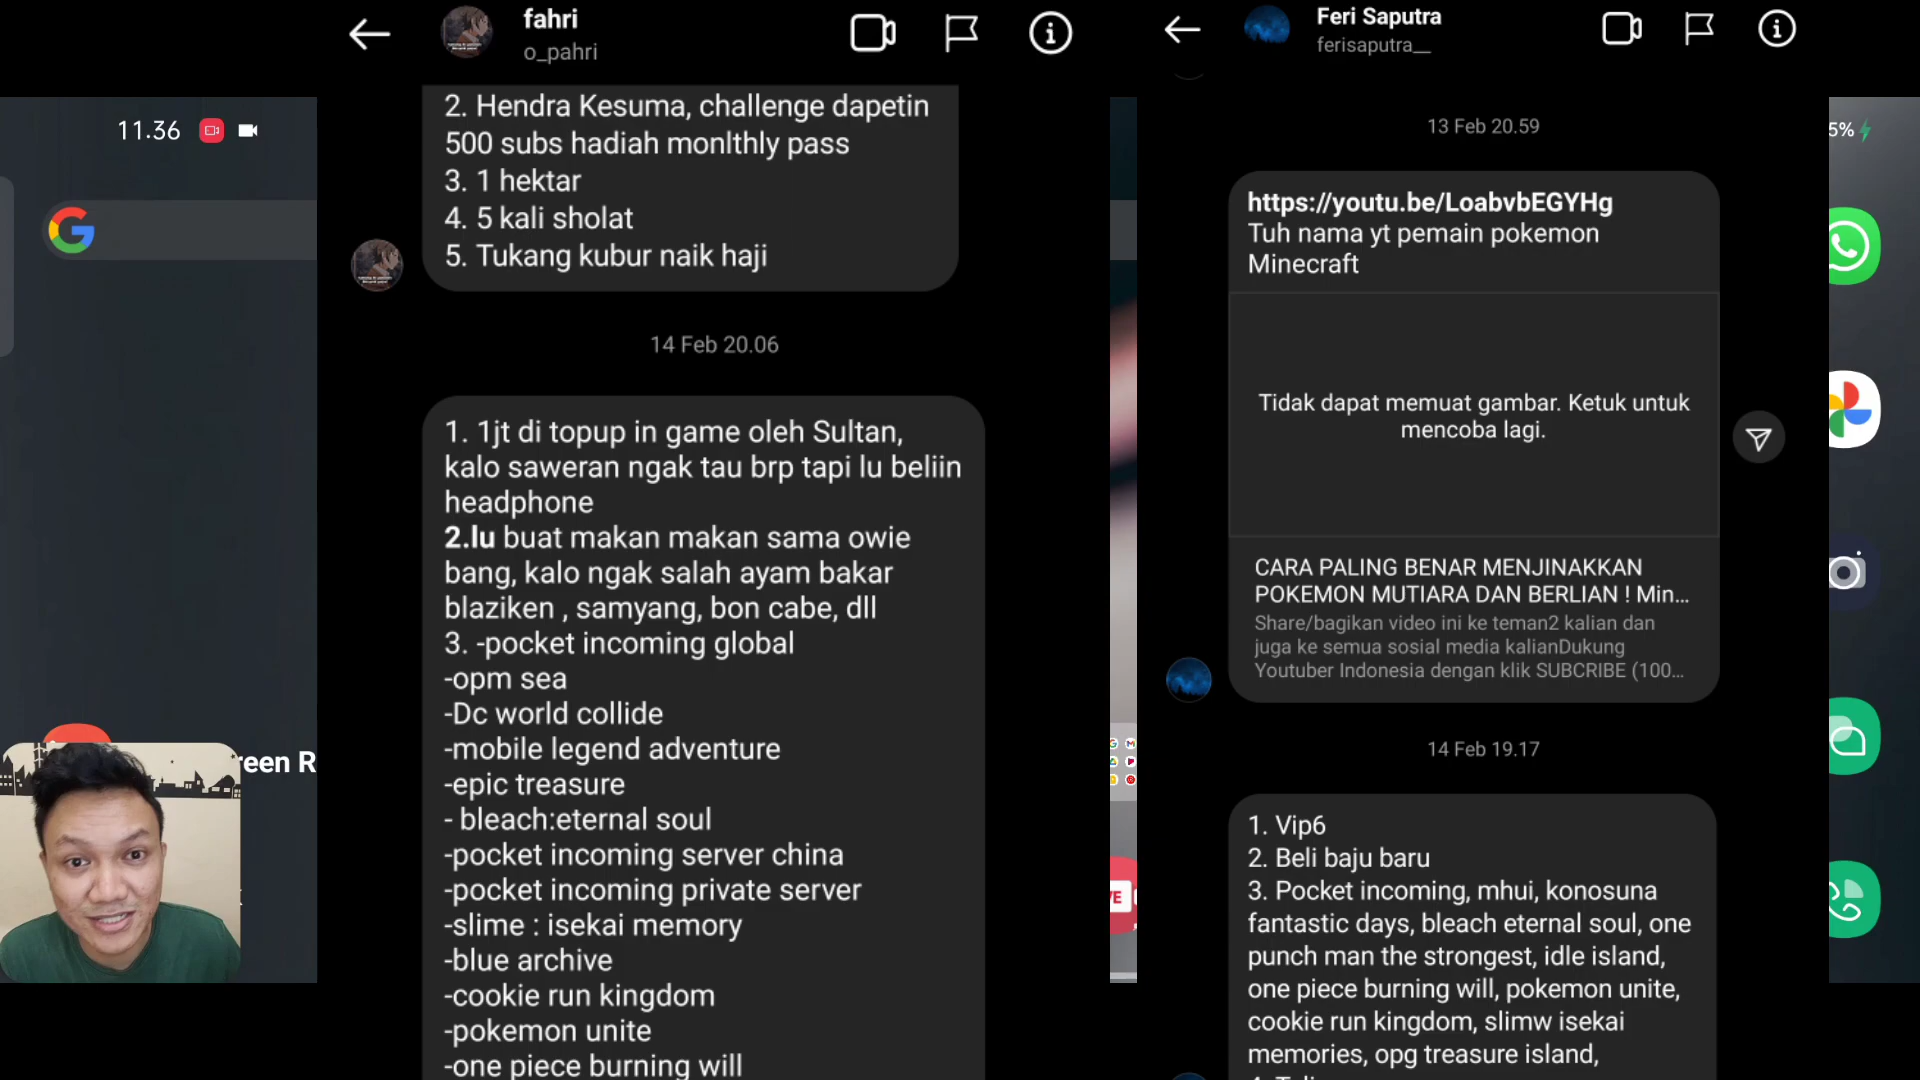 11.36
reen R
fahri
o_pahri
2. Hendra Kesuma, challenge dapetin
500 subs hadiah monlthly pass
3. 1 hektar
4. 5 kali sholat
5. Tukang kubur naik haji
14 Feb 20.06
1. 1jt di topup in game oleh Sultan,
kalo saweran ngak tau brp tapi lu beliin
headphone
2.lu buat makan makan sama owie
bang, kalo ngak salah ayam bakar
blaziken , samyang, bon cabe, dll
3. -pocket incoming global
-opm sea
-Dc world collide
-mobile legend adventure
-epic treasure
- bleach:eternal soul
-pocket incoming server china
-pocket incoming private server
-slime : isekai memory
-blue archive
-cookie run kingdom
-pokemon unite
-one piece burning will
VE
Feri Saputra
ferisaputra__
13 Feb 20.59
https://youtu.be/LoabvbEGYHg
Tuh nama yt pemain pokemon
Minecraft
Tidak dapat memuat gambar. Ketuk untuk
mencoba lagi.
CARA PALING BENAR MENJINAKKAN
POKEMON MUTIARA DAN BERLIAN ! Min...
Share/bagikan video ini ke teman2 kalian dan
juga ke semua sosial media kalianDukung
Youtuber Indonesia dengan klik SUBCRIBE (100...
14 Feb 19.17
1. Vip6
2. Beli baju baru
3. Pocket incoming, mhui, konosuna
fantastic days, bleach eternal soul, one
punch man the strongest, idle island,
one piece burning will, pokemon unite,
cookie run kingdom, slimw isekai
memories, opg treasure island,
5%